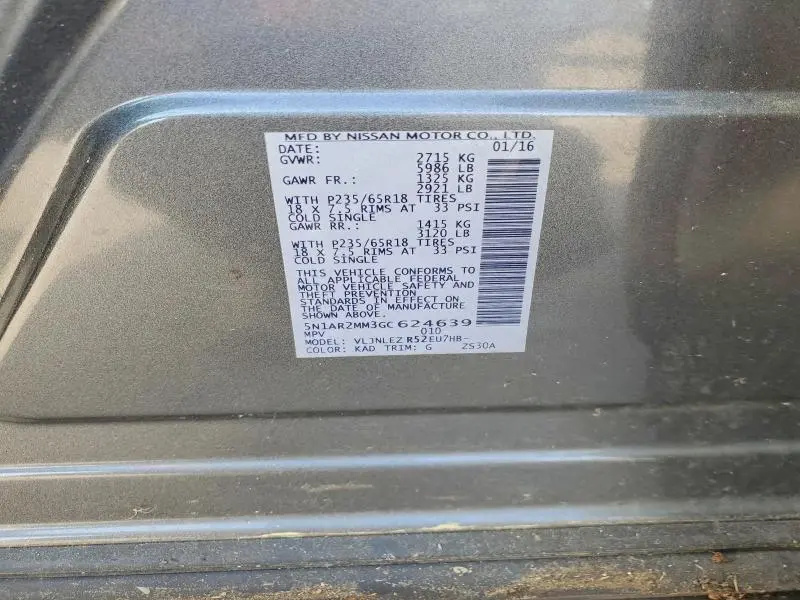 MFD BY NISSAN MOTOR CO., LTD.
DATE: 01/16
GVWR: 2715 KG
5986 LB
GAWR FR.: 1325 KG
2921 LB
WITH P235/65R18 TIRES
18 X 7.5 RIMS AT 33 PSI
COLD SINGLE
GAWR RR.: 1415 KG
3120 LB
WITH P235/65R18 TIRES
18 X 7.5 RIMS AT 33 PSI
COLD SINGLE
THIS VEHICLE CONFORMS TO
ALL APPLICABLE FEDERAL
MOTOR VEHICLE SAFETY AND
THEFT PREVENTION
STANDARDS IN EFFECT ON
THE DATE OF MANUFACTURE
SHOWN ABOVE.
5N1AR2MM3GC624639
MPV 010
MODEL: VLJNLEZ R52EU7HB-
COLOR: KAD TRIM: G ZS30A